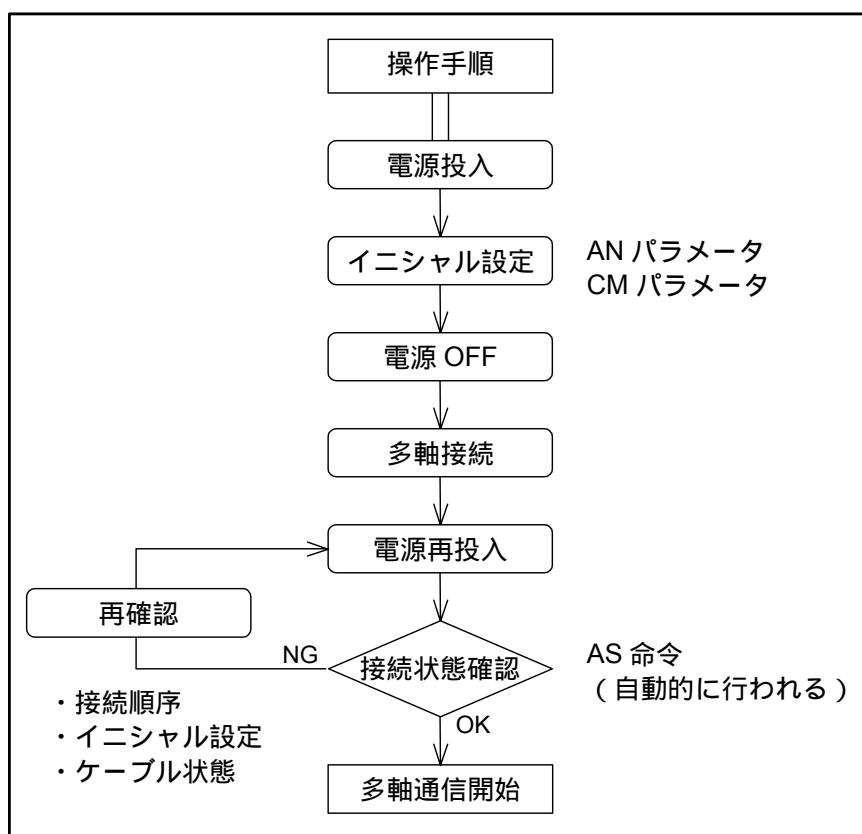 操作手順
電源投入
イニシャル設定
AN パラメータ
CM パラメータ
電源 OFF
多軸接続
電源再投入
再確認
NG
接続状態確認
AS 命令
（自動的に行われる）
・接続順序
・イニシャル設定
・ケーブル状態
OK
多軸通信開始